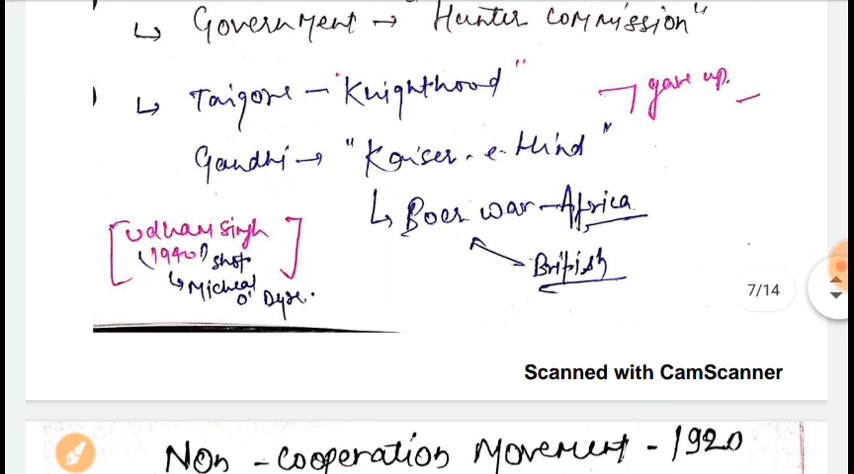 ↳ Government → Hunter commission"
↳ Taigore - "Knighthood" gave up.
Gandhi → "Kaiser-e-Hind"
↳ Boer war - Africa
British
[Udham Singh
(1940) shot
↳ Micheal
O' Dyre.]
7/14
Scanned with CamScanner
Non-cooperation Movement - 1920